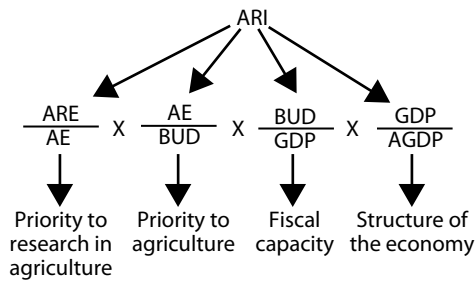 ARI
ARE X AE X BUD X GDP
AE BUD GDP AGDP
Priority to Priority to Fiscal Structure of
research in agriculture capacity the economy
agriculture